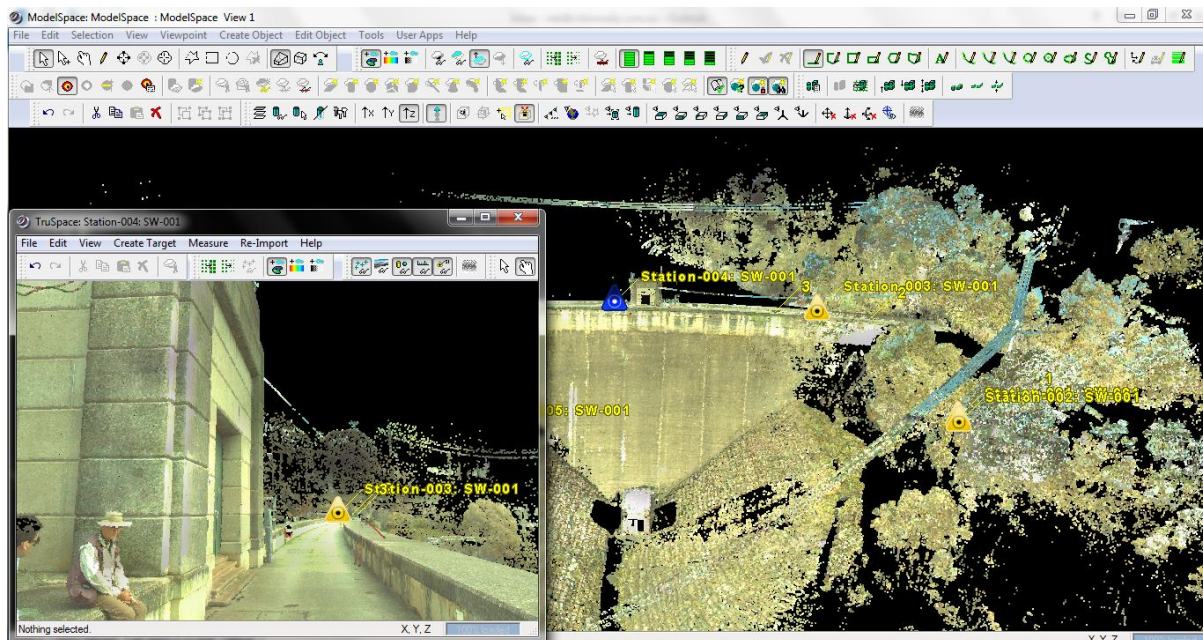 ModelSpace: ModelSpace : ModelSpace View 1
File Edit Selection View Viewpoint Create Object Edit Object Tools User Apps Help
TruSpace: Station-004: SW-001
File Edit View Create Target Measure Re-Import Help
Station-004: SW-001
3
Station-003: SW-001
2
1
Station-002: SW-001
05: SW-001
Station-003: SW-001
3
Nothing selected.
X, Y, Z
X, Y, Z